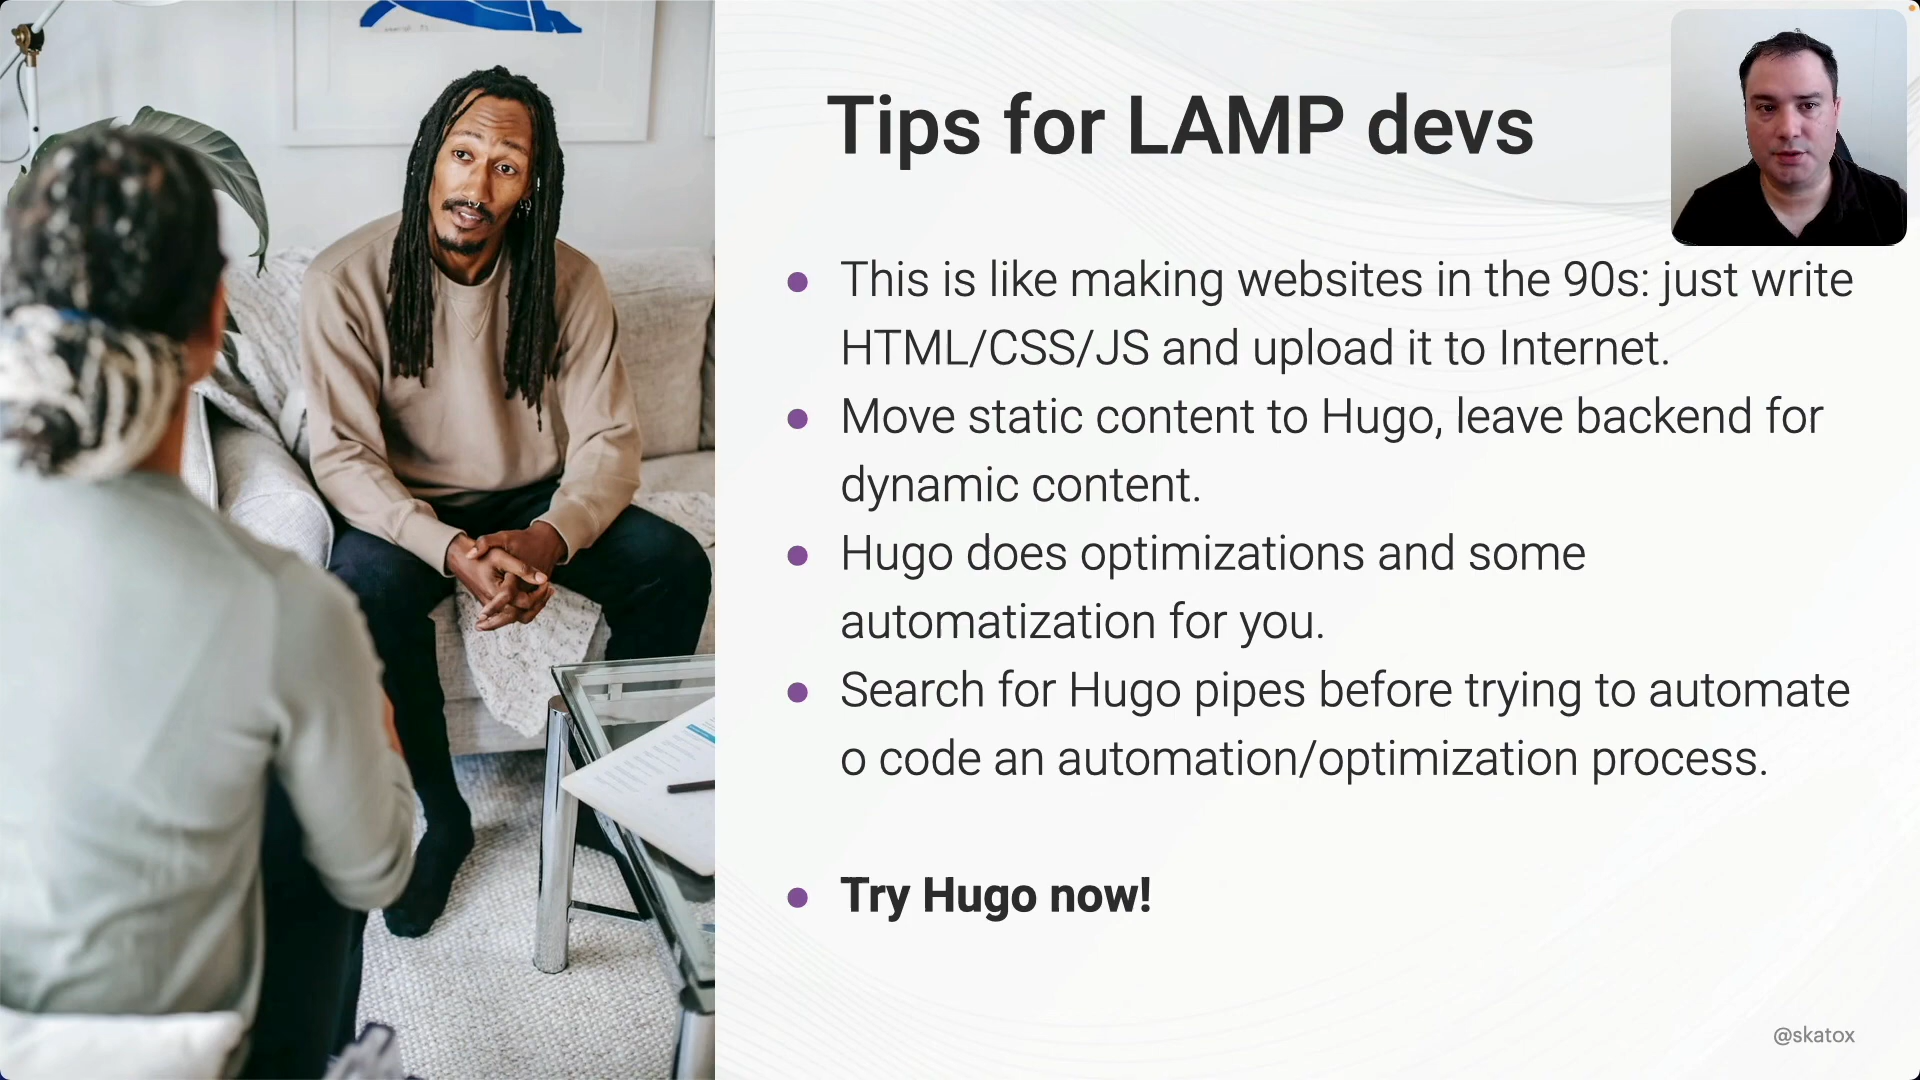 Tips for LAMP devs
This is like making websites in the 90s: just write
HTML/CSS/JS and upload it to Internet.
Move static content to Hugo, leave backend for
dynamic content.
Hugo does optimizations and some
automatization for you.
Search for Hugo pipes before trying to automate
o code an automation/optimization process.
Try Hugo now!
@skatox